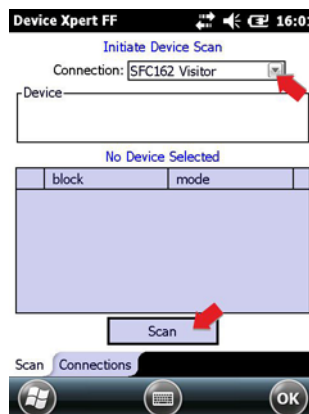 Device Xpert FF 16:01
Initiate Device Scan
Connection: SFC162 Visitor
Device
No Device Selected
block mode
Scan
Scan Connections
OK